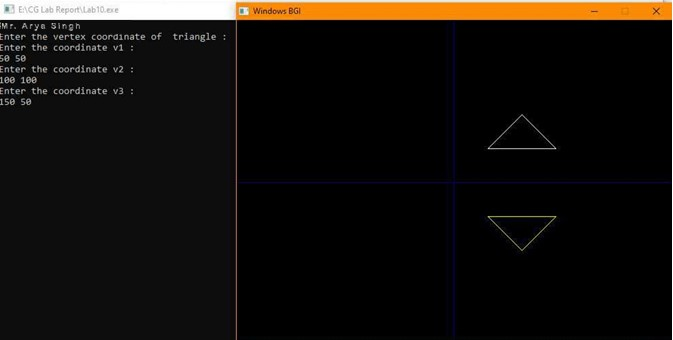 E:\CG Lab Report\Lab10.exe
Mr. Arya Singh
Enter the vertex coordinate of  triangle :
Enter the coordinate v1 :
50 50
Enter the coordinate v2 :
100 100
Enter the coordinate v3 :
150 50
Windows BGI